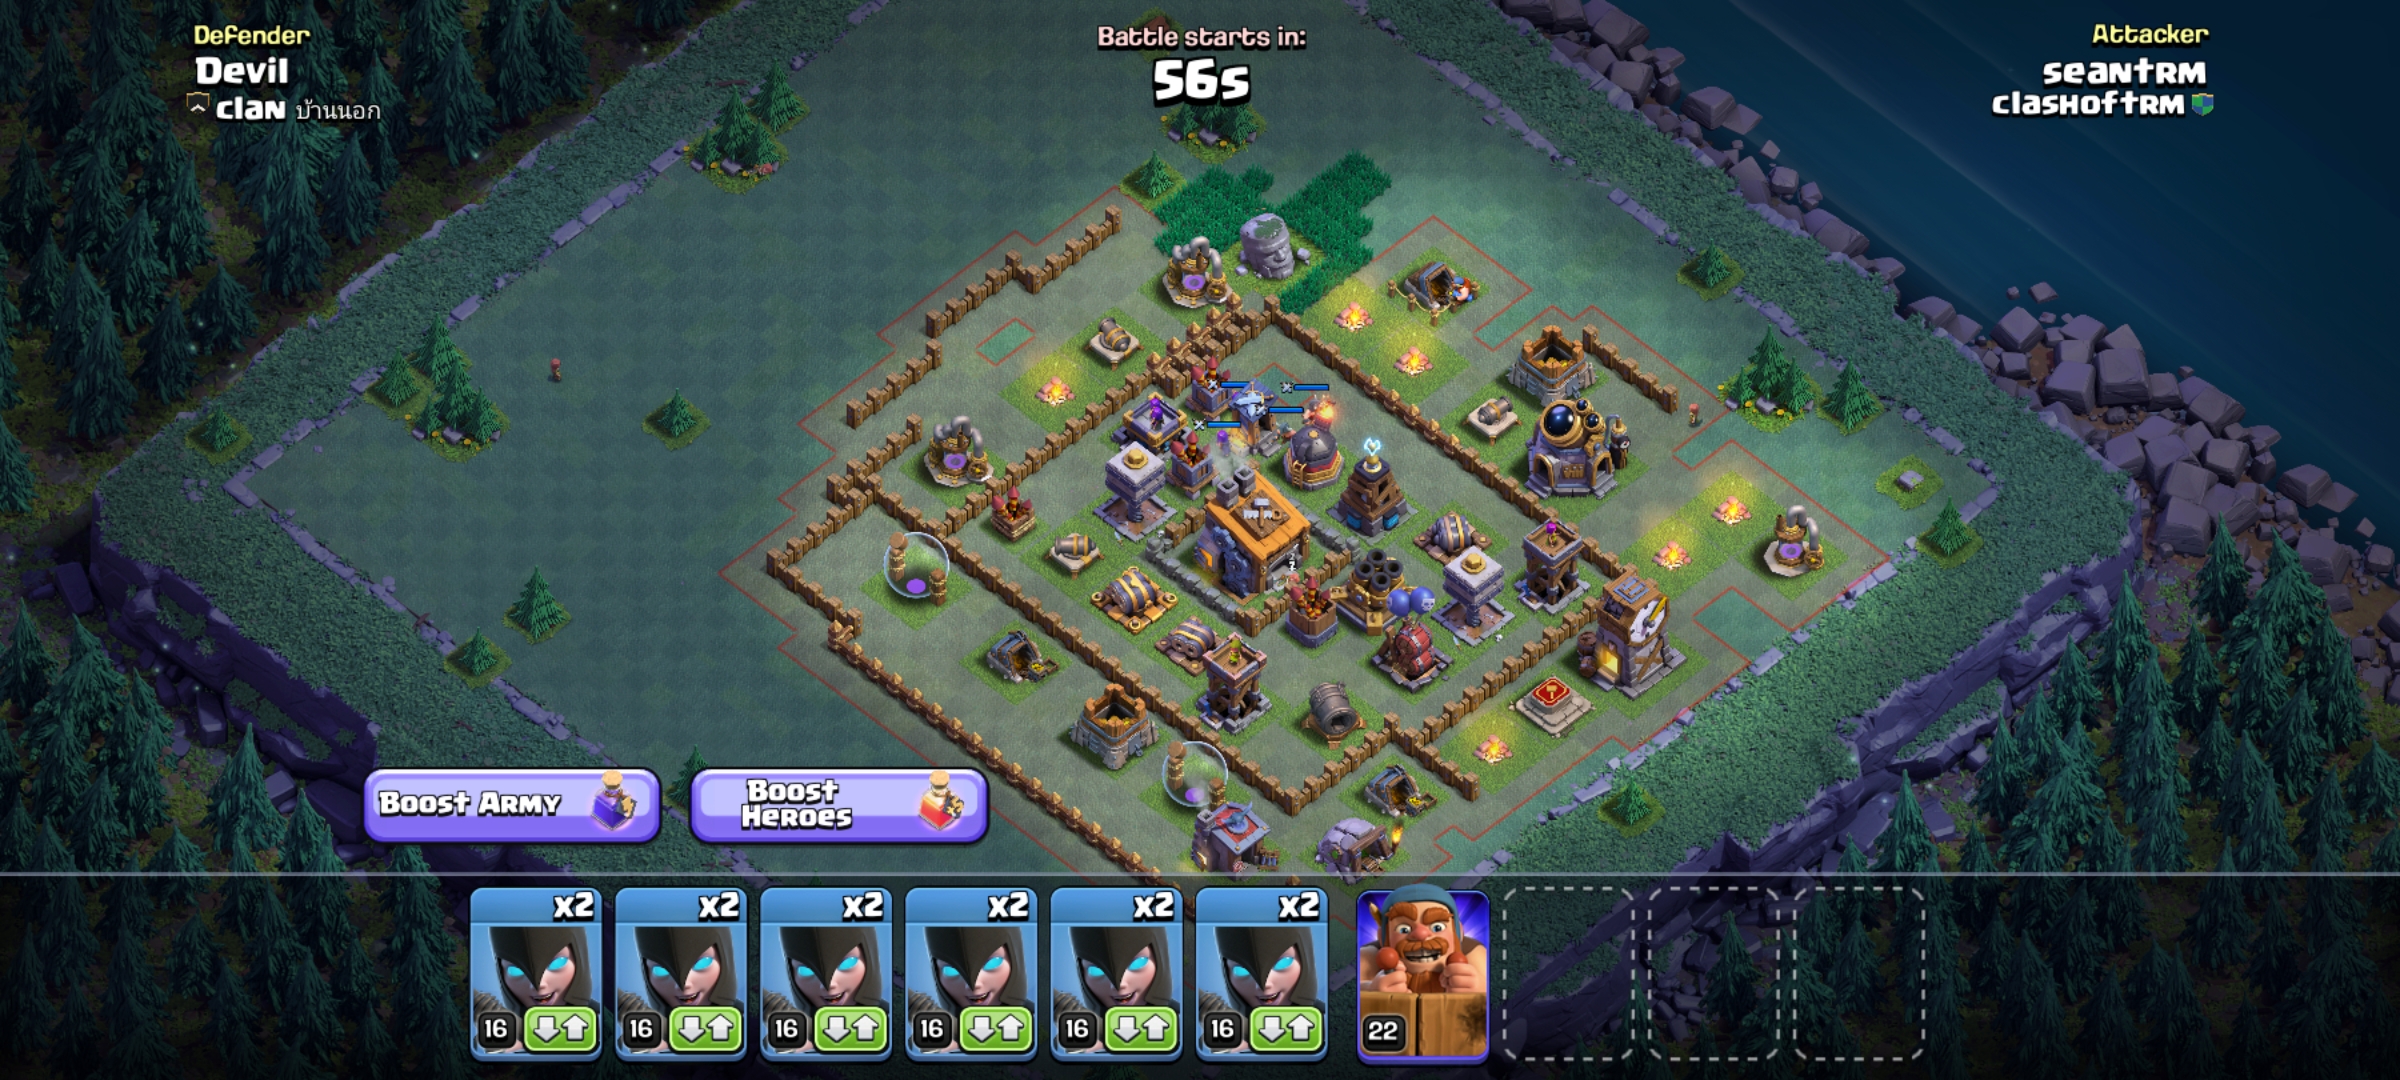 Defender
Devil
clan บ้านนอก
Battle starts in:
56s
Attacker
seantRM
clashoftRM
Boost Army
Boost
Heroes
x2
x2
x2
x2
x2
x2
16
16
16
16
16
16
22